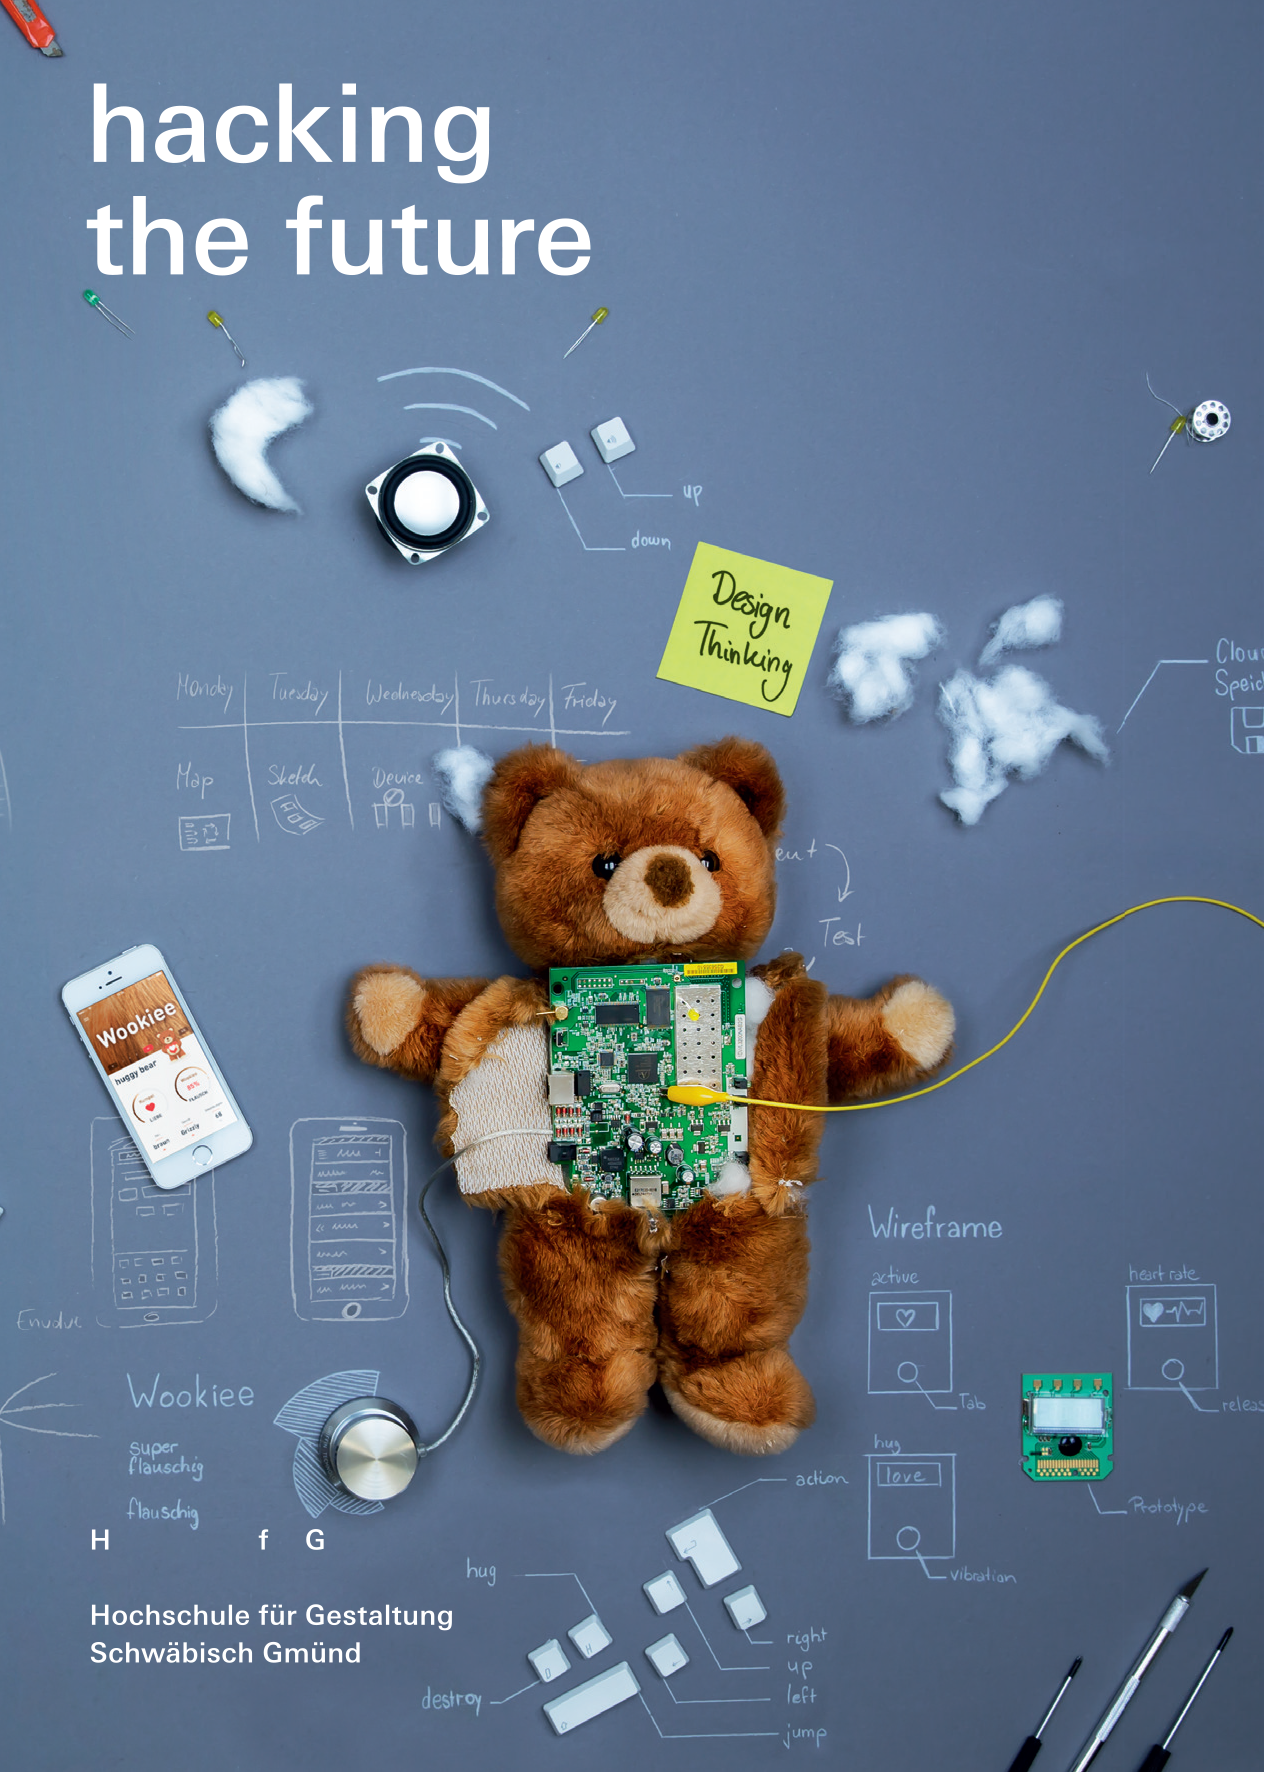 hacking
the future
up
down
Design
Thinking
Monday Tuesday Wednesday Thursday Friday
Map Sketch Device
Test
Wookiee
huggy bear
85%
Grizzly
Wireframe
active
heart rate
Tab
Wookiee
super
flauschig
flauschig
hug
love
action
Prototype
vibration
H f G
hug
Hochschule für Gestaltung
Schwäbisch Gmünd
right
up
left
destroy
jump